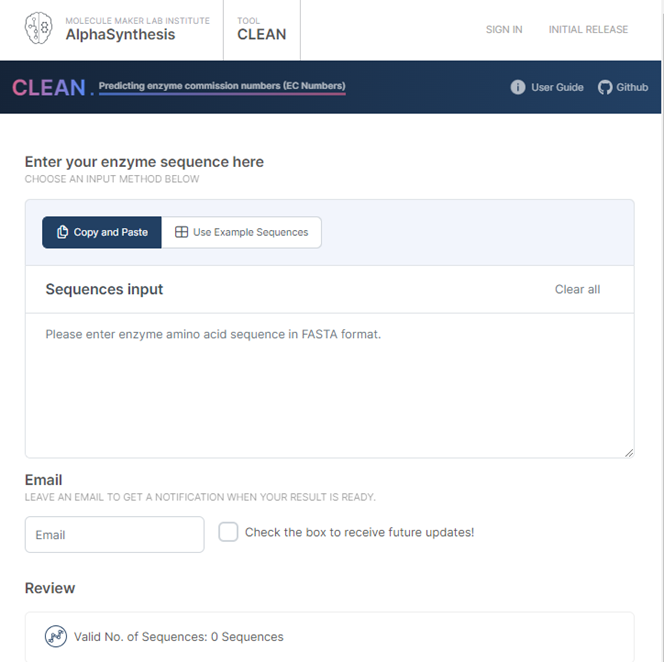 MOLECULE MAKER LAB INSTITUTE
AlphaSynthesis
TOOL
CLEAN
SIGN IN
INITIAL RELEASE
CLEAN. Predicting enzyme commission numbers (EC Numbers)
User Guide
Github
Enter your enzyme sequence here
CHOOSE AN INPUT METHOD BELOW
Copy and Paste
Use Example Sequences
Sequences input
Clear all
Please enter enzyme amino acid sequence in FASTA format.
Email
LEAVE AN EMAIL TO GET A NOTIFICATION WHEN YOUR RESULT IS READY.
Email
Check the box to receive future updates!
Review
Valid No. of Sequences: 0 Sequences